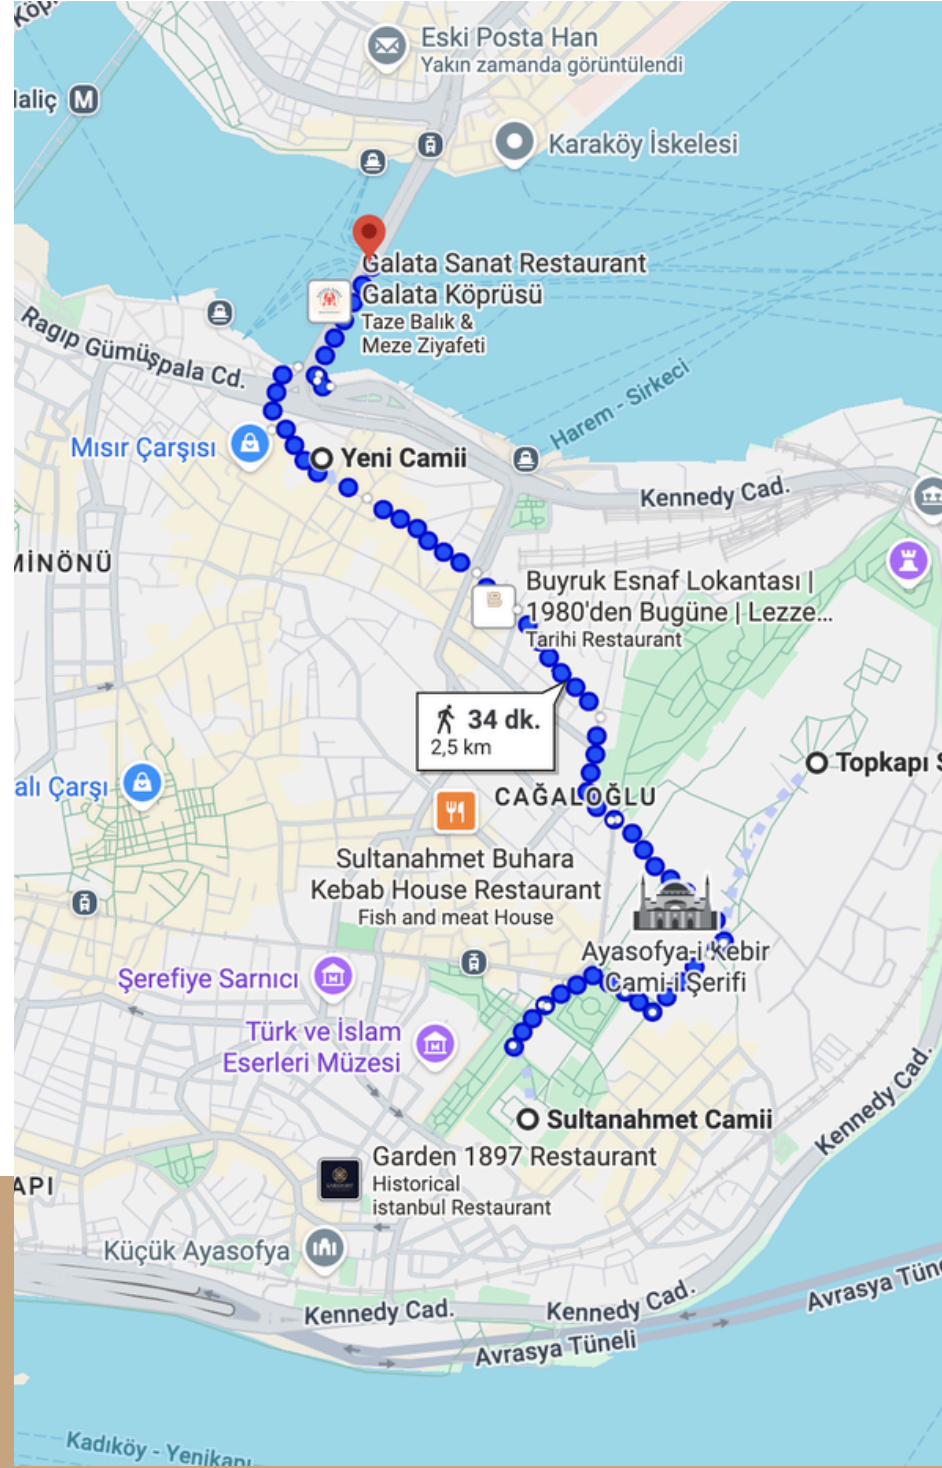 Köp
Eski Posta Han
Yakın zamanda görüntülendi
Haliç M
Karaköy İskelesi
Galata Sanat Restaurant
Galata Köprüsü
Taze Balık &
Meze Ziyafeti
Ragıp Gümüşpala Cd.
Harem - Sirkeci
Mısır Çarşısı
Yeni Camii
Kennedy Cad.
MİNÖNÜ
Buyruk Esnaf Lokantası |
1980'den Bugüne | Lezze...
Tarihi Restaurant
34 dk.
2,5 km
Topkapı S
alı Çarşı
CAĞALOĞLU
Sultanahmet Buhara
Kebab House Restaurant
Fish and meat House
Ayasofya-i Kebir
Cami-i Şerifi
Şerefiye Sarnıcı
Türk ve İslam
Eserleri Müzesi
Sultanahmet Camii
Kennedy Cad.
Garden 1897 Restaurant
Historical
istanbul Restaurant
API
Küçük Ayasofya
Kennedy Cad.
Kennedy Cad.
Avrasya Tüne
Avrasya Tüneli
Kadıköy - Yenikapı